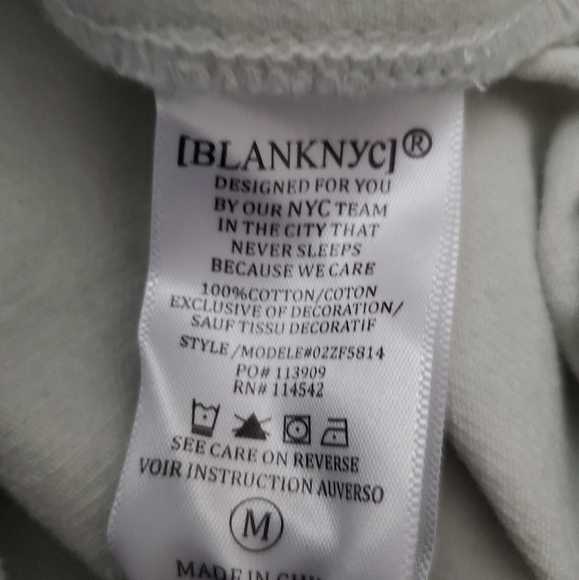 [BLANKNYC]®
DESIGNED FOR YOU
BY OUR NYC TEAM
IN THE CITY THAT
NEVER SLEEPS
BECAUSE WE CARE
100%COTTON/COTON
EXCLUSIVE OF DECORATION/
SAUF TISSU DECORATIF
STYLE/MODELE#02ZF5814
PO# 113909
RN# 114542
SEE CARE ON REVERSE
VOIR INSTRUCTION AUVERSO
M
MADE IN